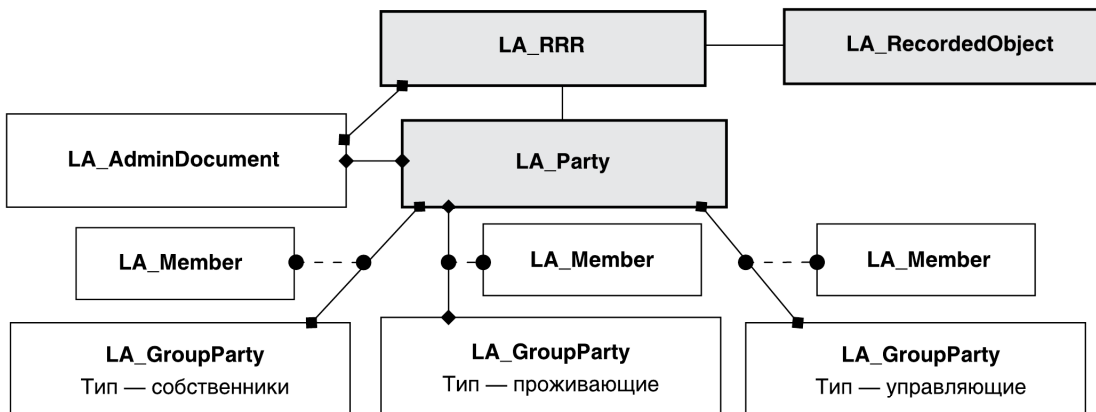 LA_RRR
LA_RecordedObject
LA_AdminDocument
LA_Party
LA_Member
LA_Member
LA_Member
LA_GroupParty
Тип — собственники
LA_GroupParty
Тип — проживающие
LA_GroupParty
Тип — управляющие